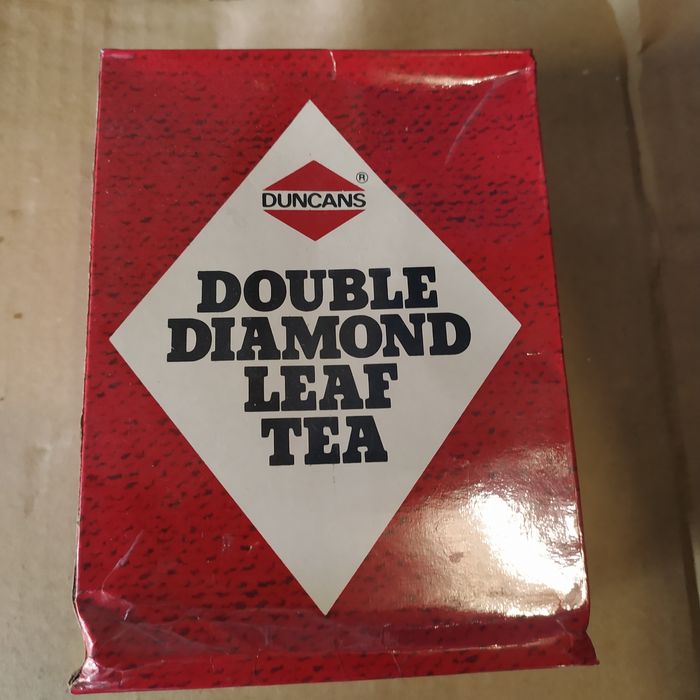 ®
DUNCANS
DOUBLE
DIAMOND
LEAF
TEA